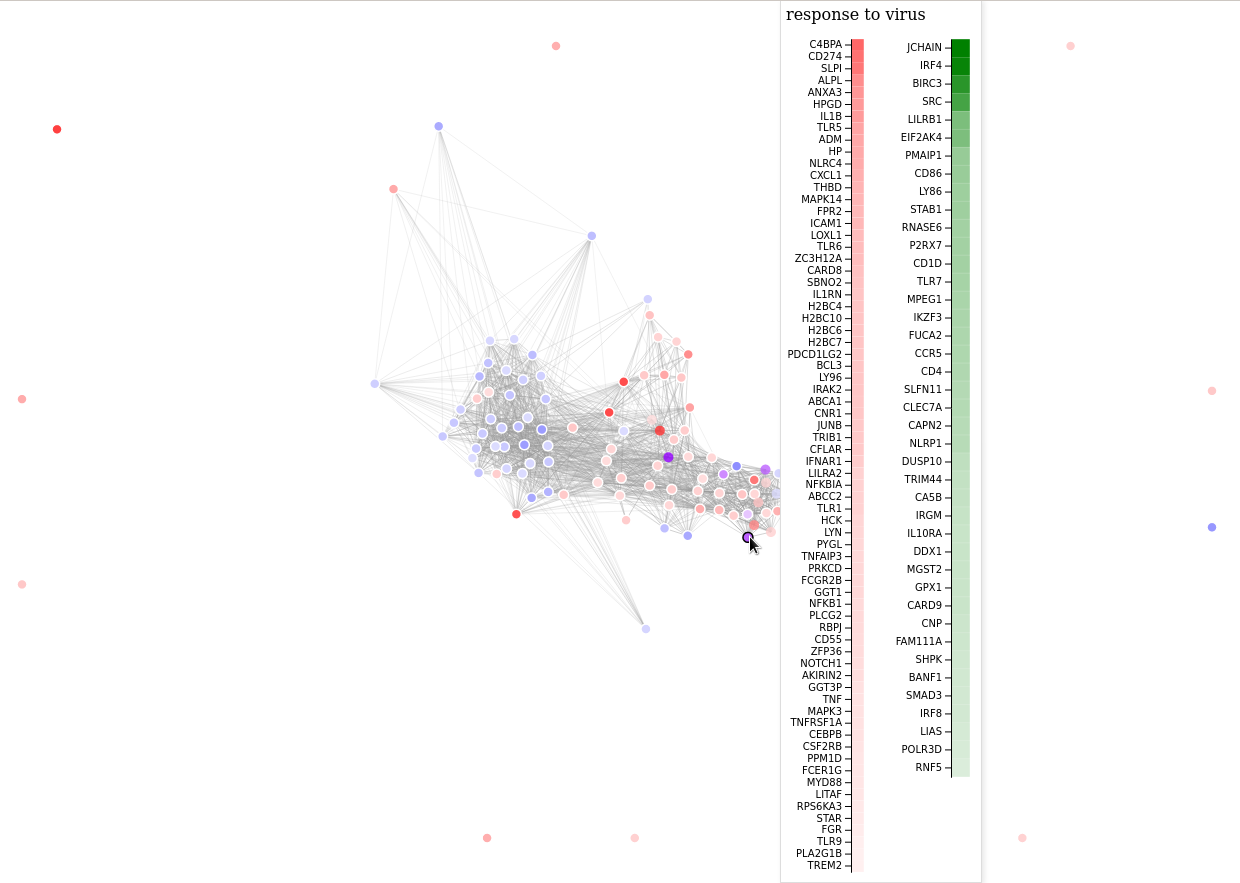 response to virus
C4BPA
CD274
SLPI
ALPL
ANXA3
HPGD
IL1B
TLR5
ADM
HP
NLRC4
CXCL1
THBD
MAPK14
FPR2
ICAM1
LOXL1
TLR6
ZC3H12A
CARD8
SBNO2
IL1RN
H2BC4
H2BC10
H2BC6
H2BC7
PDCD1LG2
BCL3
LY96
IRAK2
ABCA1
CNR1
JUNB
TRIB1
CFLAR
IFNAR1
LILRA2
NFKBIA
ABCC2
TLR1
HCK
LYN
PYGL
TNFAIP3
PRKCD
FCGR2B
GGT1
NFKB1
PLCG2
RBPJ
CD55
ZFP36
NOTCH1
AKIRIN2
GGT3P
TNF
MAPK3
TNFRSF1A
CEBPB
CSF2RB
PPM1D
FCER1G
MYD88
LITAF
RPS6KA3
STAR
FGR
TLR9
PLA2G1B
TREM2
JCHAIN
IRF4
BIRC3
SRC
LILRB1
EIF2AK4
PMAIP1
CD86
LY86
STAB1
RNASE6
P2RX7
CD1D
TLR7
MPEG1
IKZF3
FUCA2
CCR5
CD4
SLFN11
CLEC7A
CAPN2
NLRP1
DUSP10
TRIM44
CA5B
IRGM
IL10RA
DDX1
MGST2
GPX1
CARD9
CNP
FAM111A
SHPK
BANF1
SMAD3
IRF8
LIAS
POLR3D
RNF5